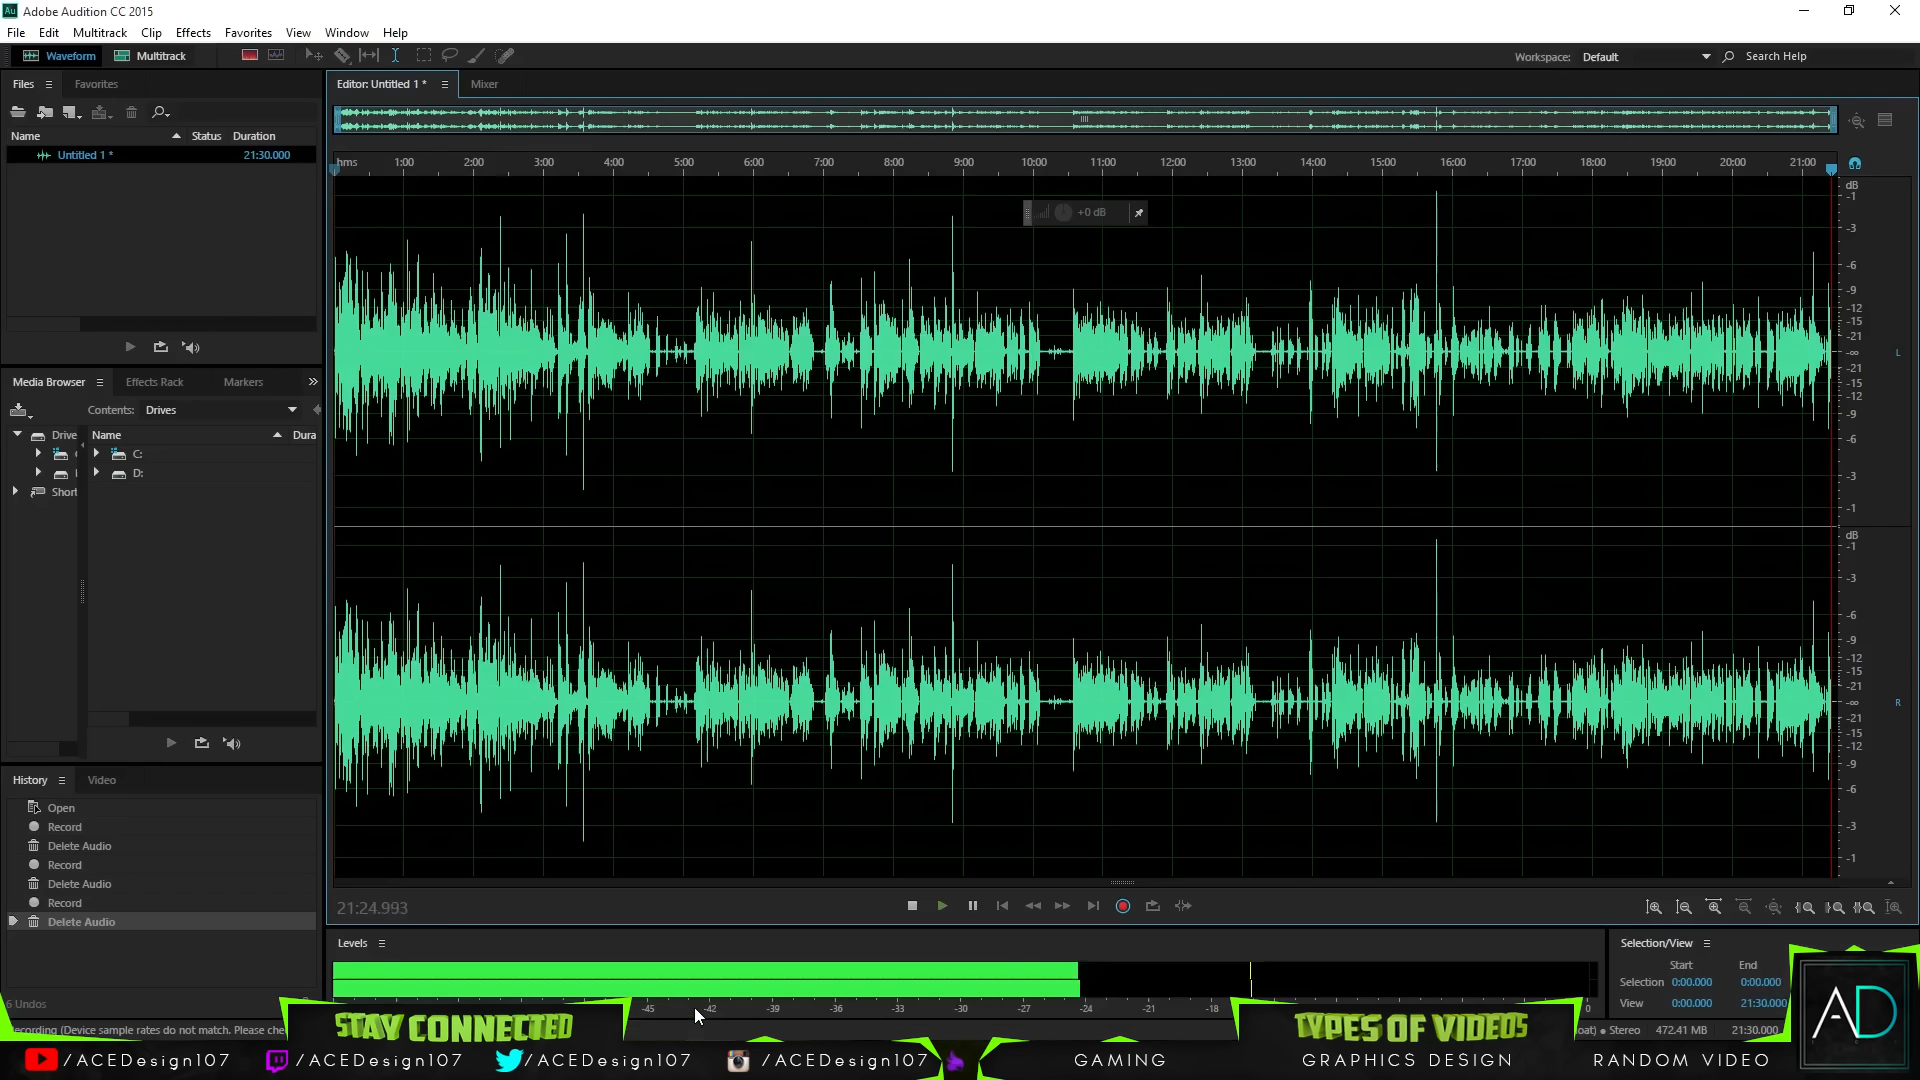 Adobe Audition CC 2015
File Edit Multitrack Clip Effects Favorites View Window Help
Waveform Multitrack Workspace: Default Search Help
Files Favorites
Name Status Duration
Untitled 1 * 21:30.000
Editor: Untitled 1 * Mixer
hms 1:00 2:00 3:00 4:00 5:00 6:00 7:00 8:00 9:00 10:00 11:00 12:00 13:00 14:00 15:00 16:00 17:00 18:00 19:00 20:00 21:00
+0 dB
dB
-1
-3
-6
-9
-12
-15
-21
-∞ L
-21
-15
-12
-9
-6
-3
-1
dB
-1
-3
-6
-9
-12
-15
-21
-∞ R
-21
-15
-12
-9
-6
-3
-1
Media Browser Effects Rack Markers
Contents: Drives
Drive Name Dura
C:
D:
Short
History Video
Open
Record
Delete Audio
Record
Delete Audio
Record
Delete Audio
6 Undos
21:24.993
Levels
-45 -42 -39 -36 -33 -30 -27 -24 -21 -18 0
Selection/View
Start End
Selection 0:00.000 0:00.000
View 0:00.000 21:30.000
ecording (Device sample rates do not match. Please che
oat) ● Stereo 472.41 MB 21:30.000
STAY CONNECTED
/ACEDesign107 /ACEDesign107 /ACEDesign107 /ACEDesign107
TYPES OF VIDEOS
GAMING GRAPHICS DESIGN RANDOM VIDEO
AD